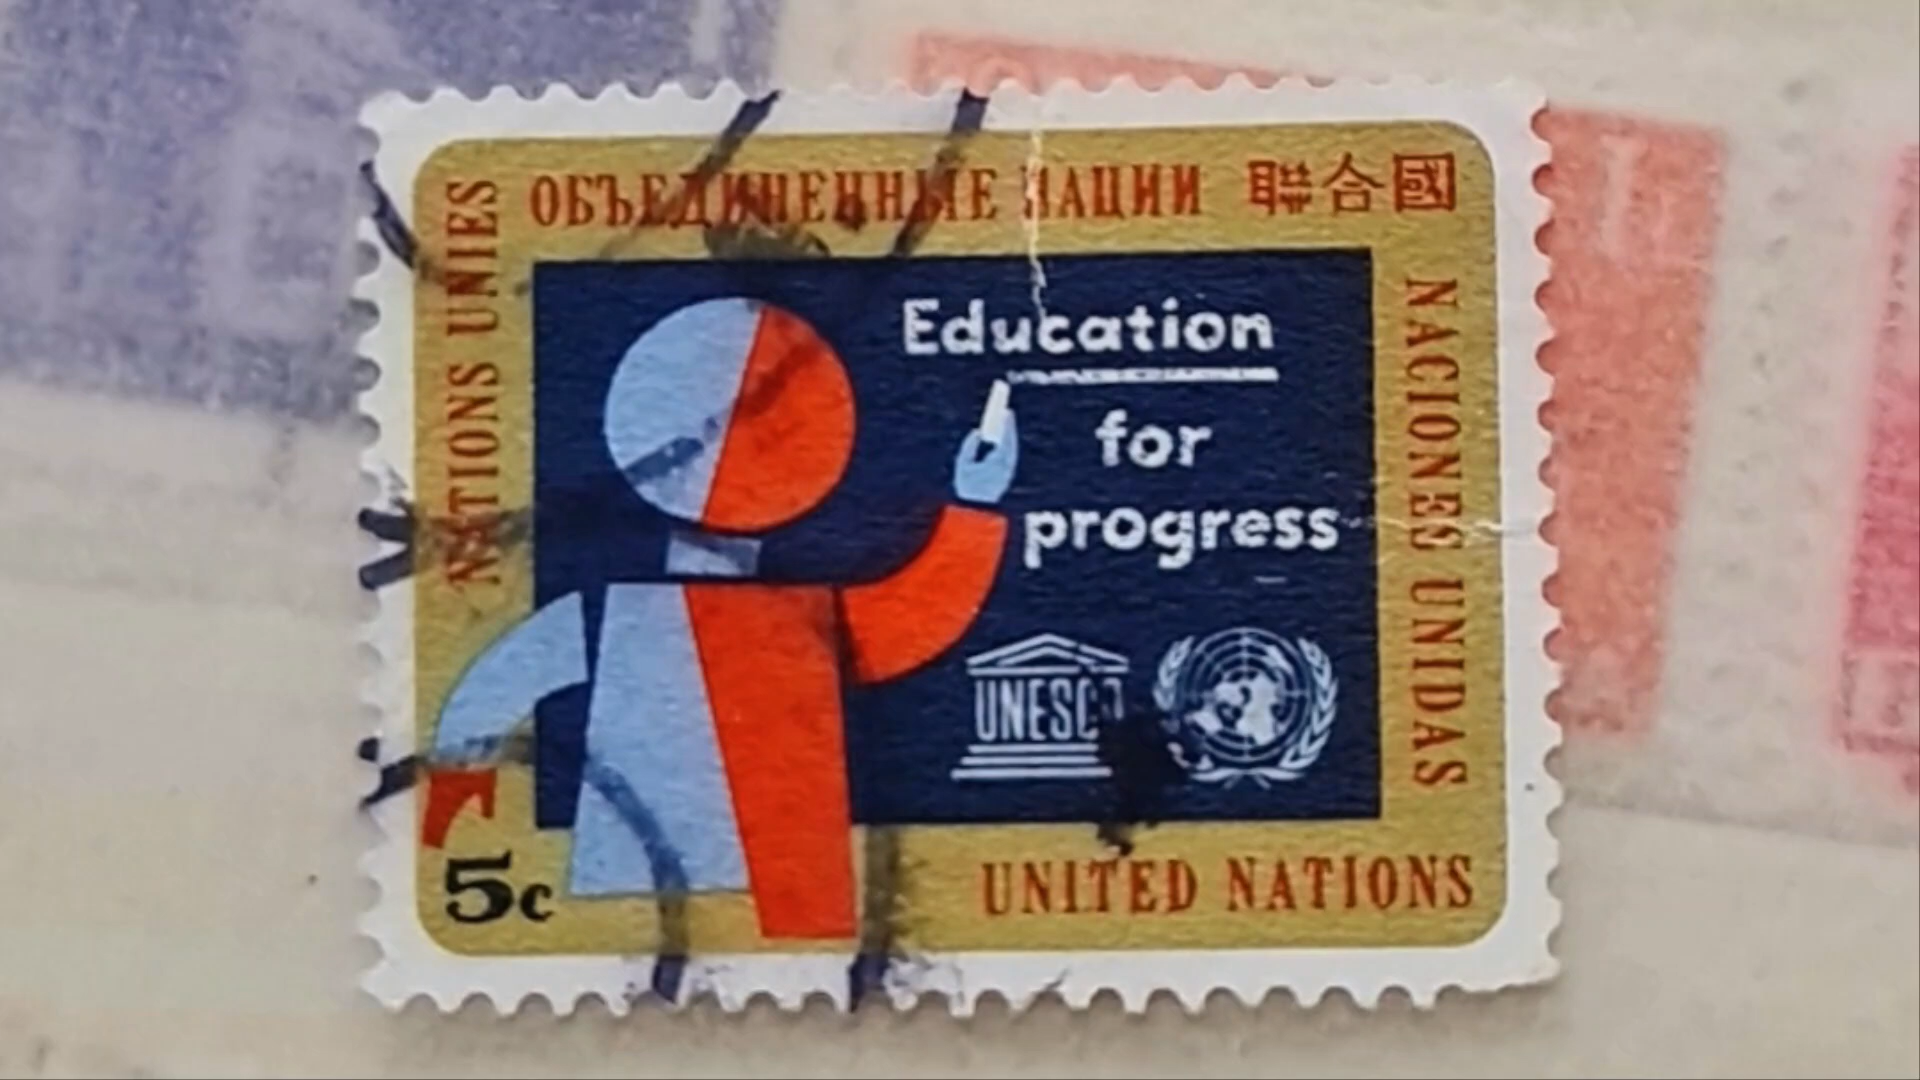 ОБЪЕДИНЕННЫЕ НАЦИИ 聯合國
NATIONS UNIES
Education
for
progress
NACIONES UNIDAS
UNESCO
5c
UNITED NATIONS